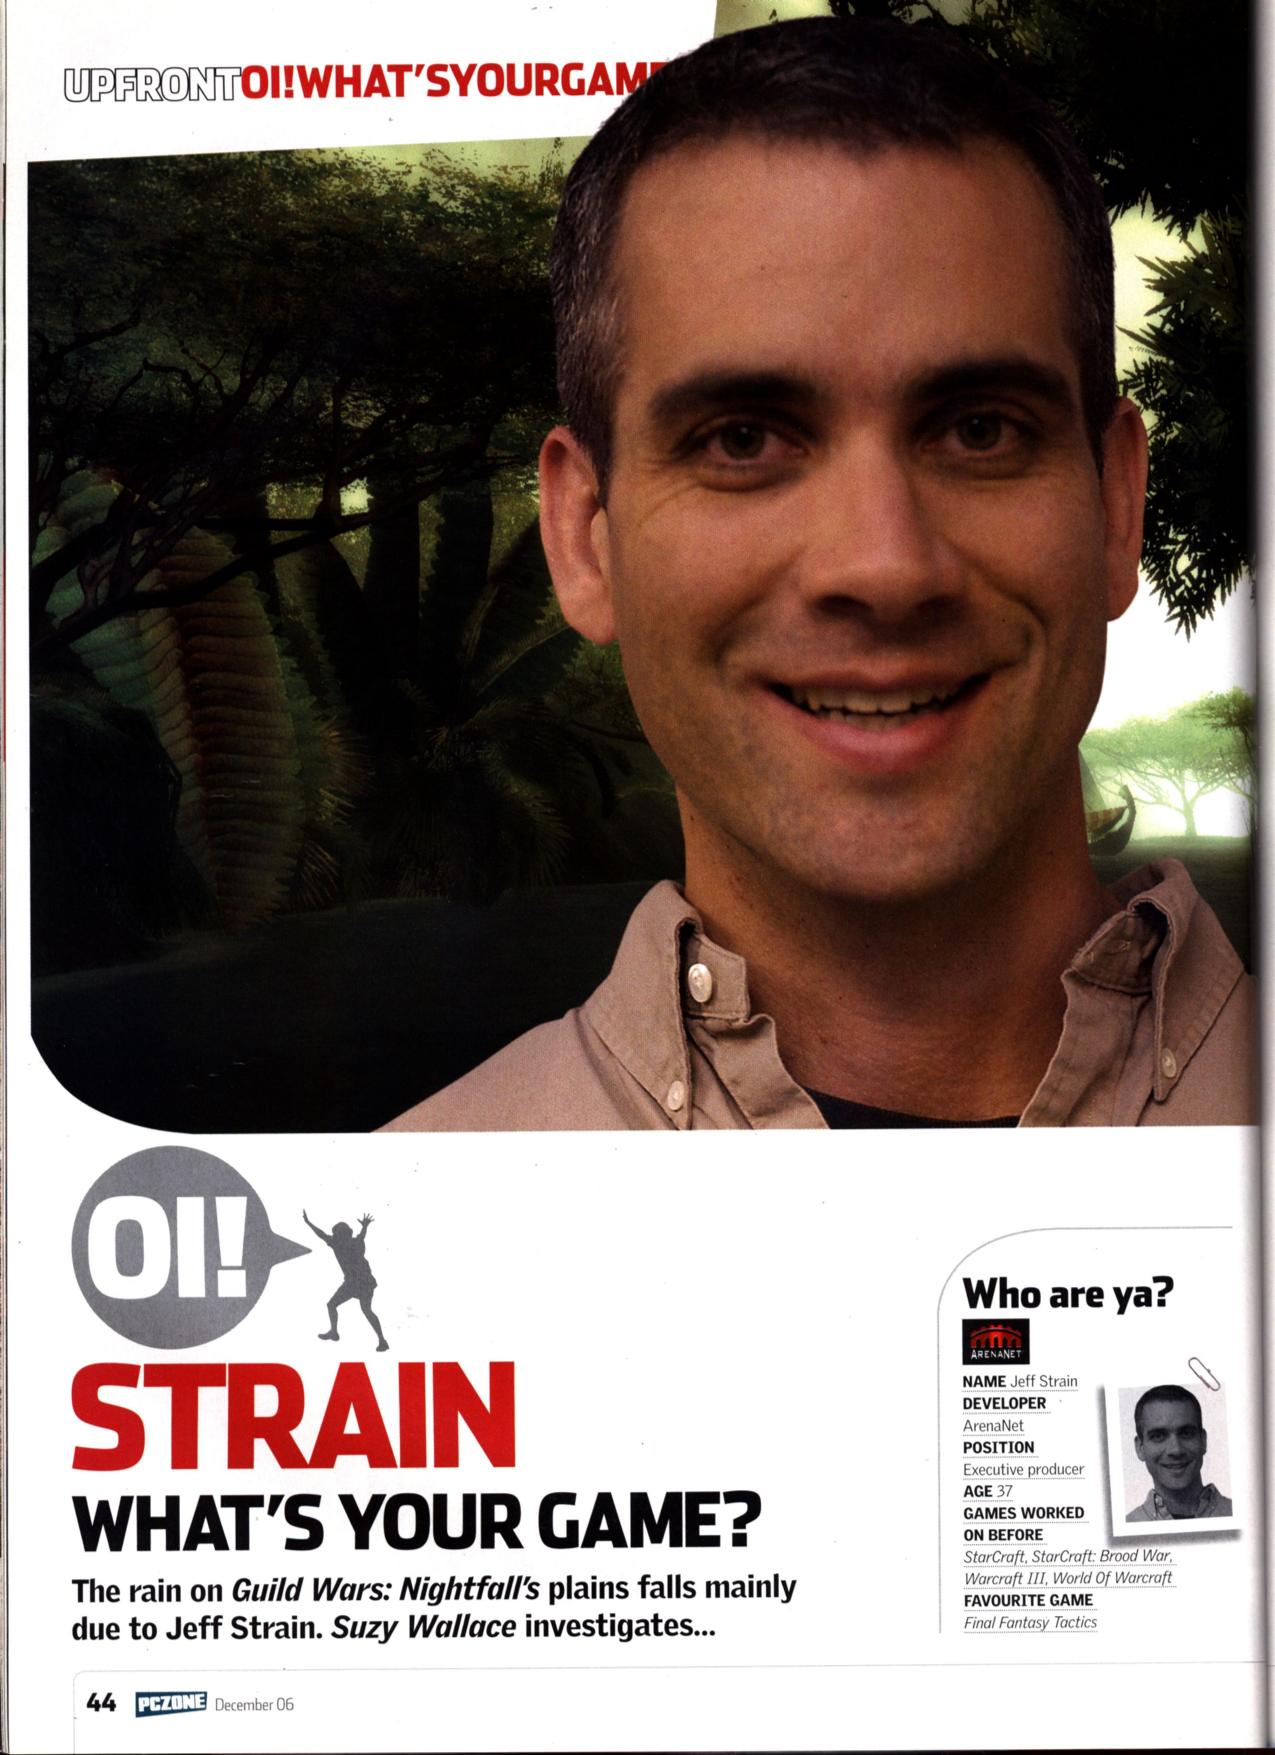 UPFRONTOI!WHAT'SYOURGAM
OI!
STRAIN
WHAT'S YOUR GAME?
The rain on Guild Wars: Nightfall's plains falls mainly
due to Jeff Strain. Suzy Wallace investigates...
Who are ya?
ARENANET
NAME Jeff Strain
DEVELOPER
ArenaNet
POSITION
Executive producer
AGE 37
GAMES WORKED
ON BEFORE
StarCraft, StarCraft: Brood War,
Warcraft III, World Of Warcraft
FAVOURITE GAME
Final Fantasy Tactics
44 PCZONE December 06